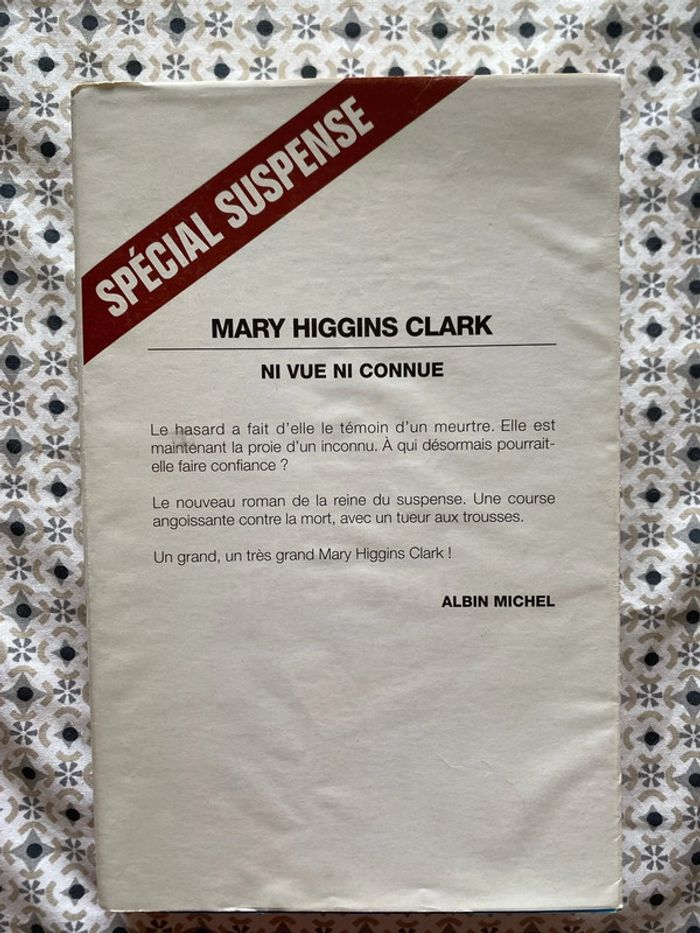 SPÉCIAL SUSPENSE
MARY HIGGINS CLARK
NI VUE NI CONNUE
Le hasard a fait d'elle le témoin d'un meurtre. Elle est
maintenant la proie d'un inconnu. À qui désormais pourrait-
elle faire confiance ?
Le nouveau roman de la reine du suspense. Une course
angoissante contre la mort, avec un tueur aux trousses.
Un grand, un très grand Mary Higgins Clark !
ALBIN MICHEL